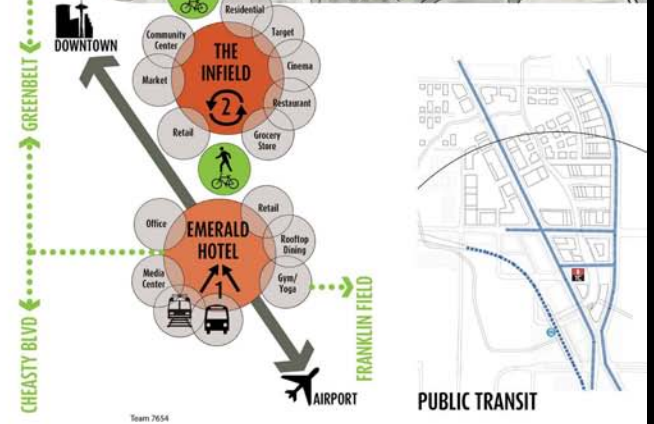 Residential
Community
Center
Target
DOWNTOWN
THE
INFIELD
Cinema
Market
2
Restaurant
Retail
Grocery
Store
GREENBELT
Retail
Office
EMERALD
HOTEL
Rooftop
Dining
Media
Center
1
Gym/
Yoga
CHEASTY BLVD
FRANKLIN FIELD
AIRPORT
PUBLIC TRANSIT
Team 7654